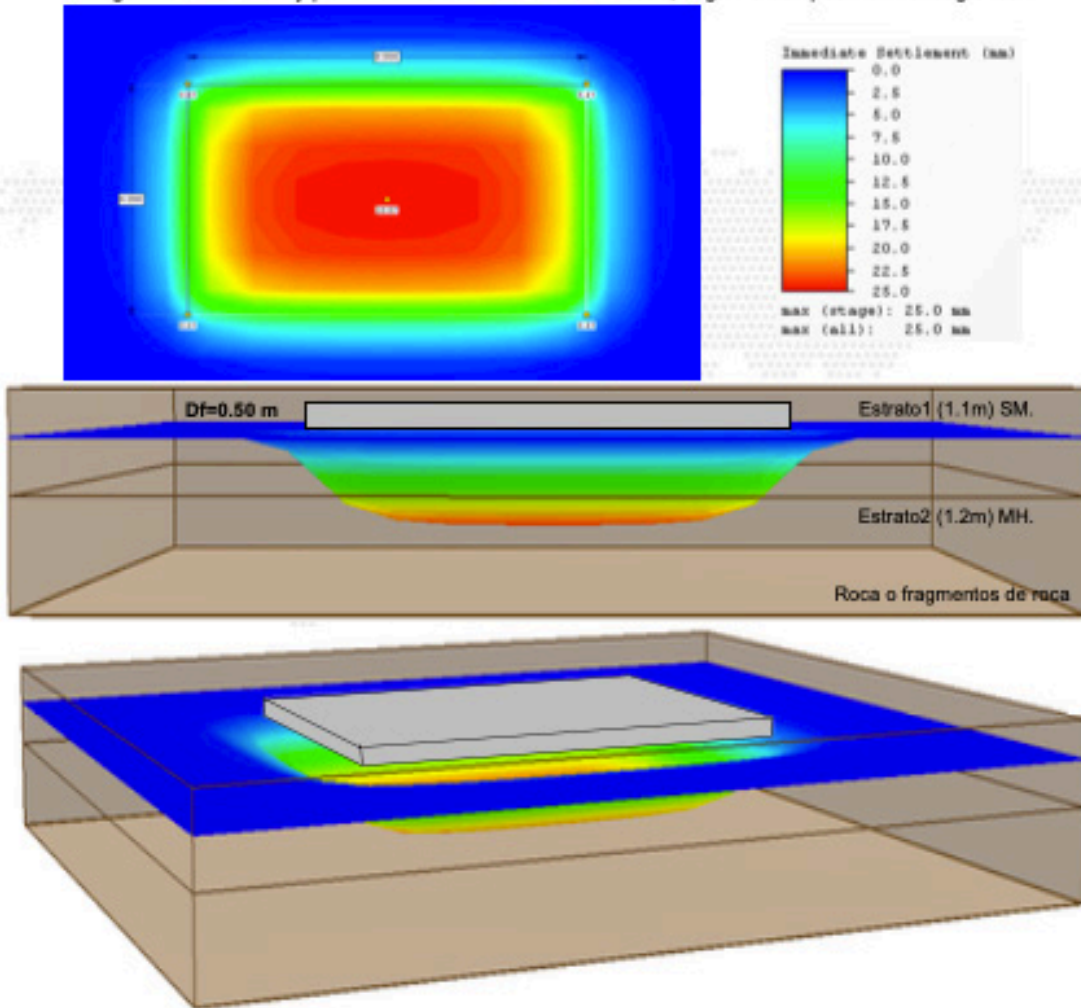 Immediate Settlement (mm)
0.0
2.5
5.0
7.5
10.0
12.5
15.0
17.5
20.0
22.5
25.0
max (stage): 25.0 mm
max (all): 25.0 mm
Df=0.50 m
Estrato1 (1.1m) SM.
Estrato2 (1.2m) MH.
Roca o fragmentos de roca